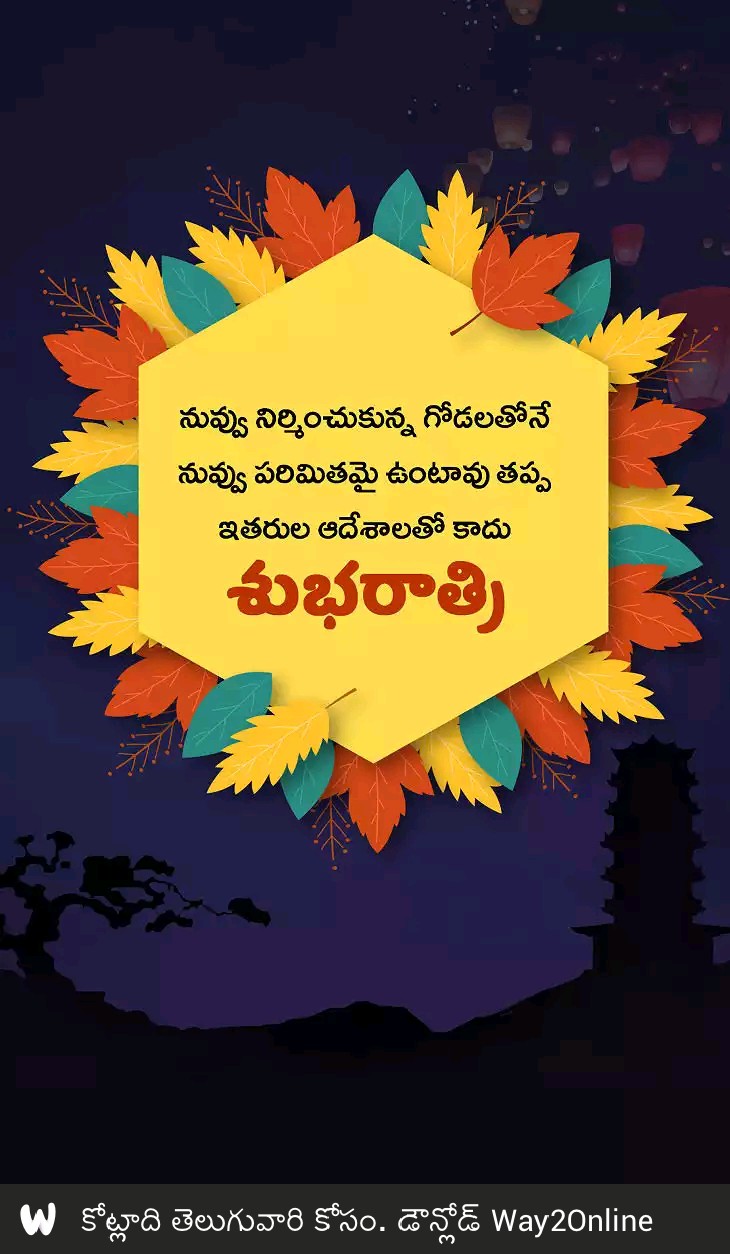 నువ్వు నిర్మించుకున్న గోడలతోనే
నువ్వు పరిమితమై ఉంటావు తప్ప
ఇతరుల ఆదేశాలతో కాదు
శుభరాత్రి
W కోట్లాది తెలుగువారి కోసం. డౌన్లోడ్ Way2Online